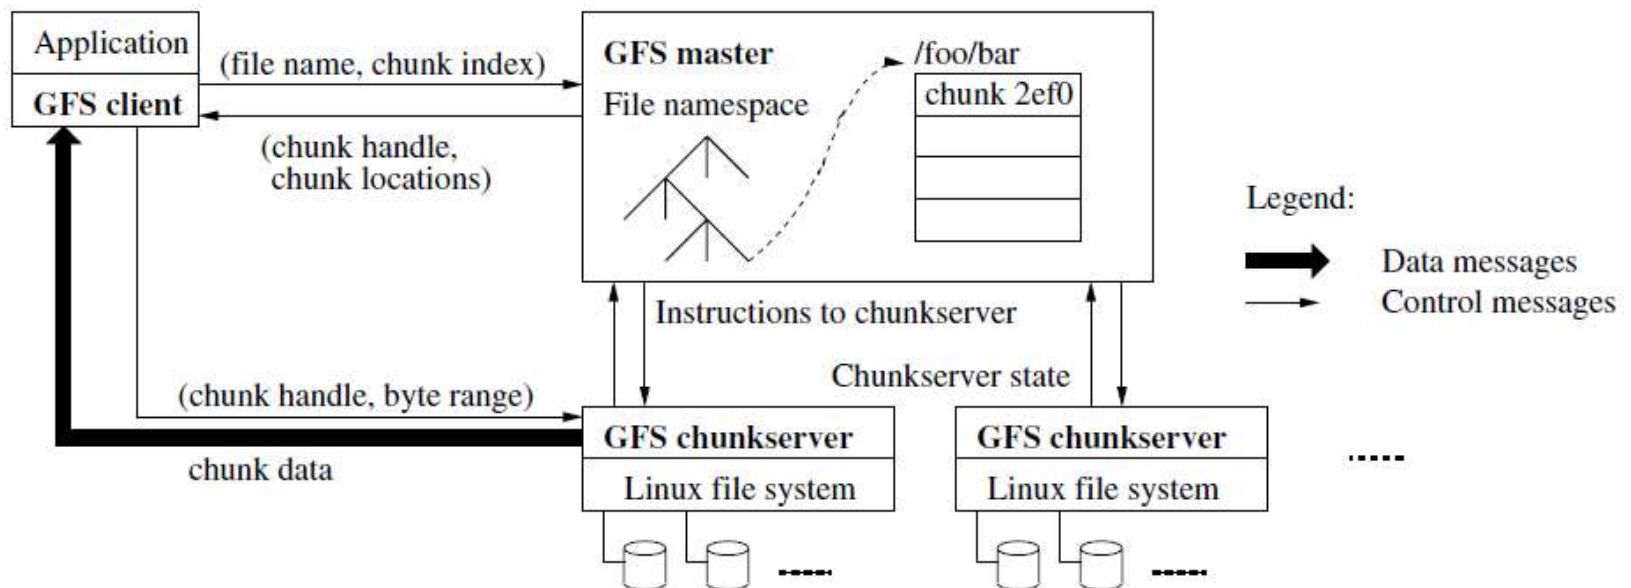 Application
GFS client
(file name, chunk index)
(chunk handle,
chunk locations)
GFS master
File namespace
/foo/bar
chunk 2ef0
Legend:
Data messages
Control messages
Instructions to chunkserver
Chunkserver state
(chunk handle, byte range)
chunk data
GFS chunkserver
Linux file system
GFS chunkserver
Linux file system